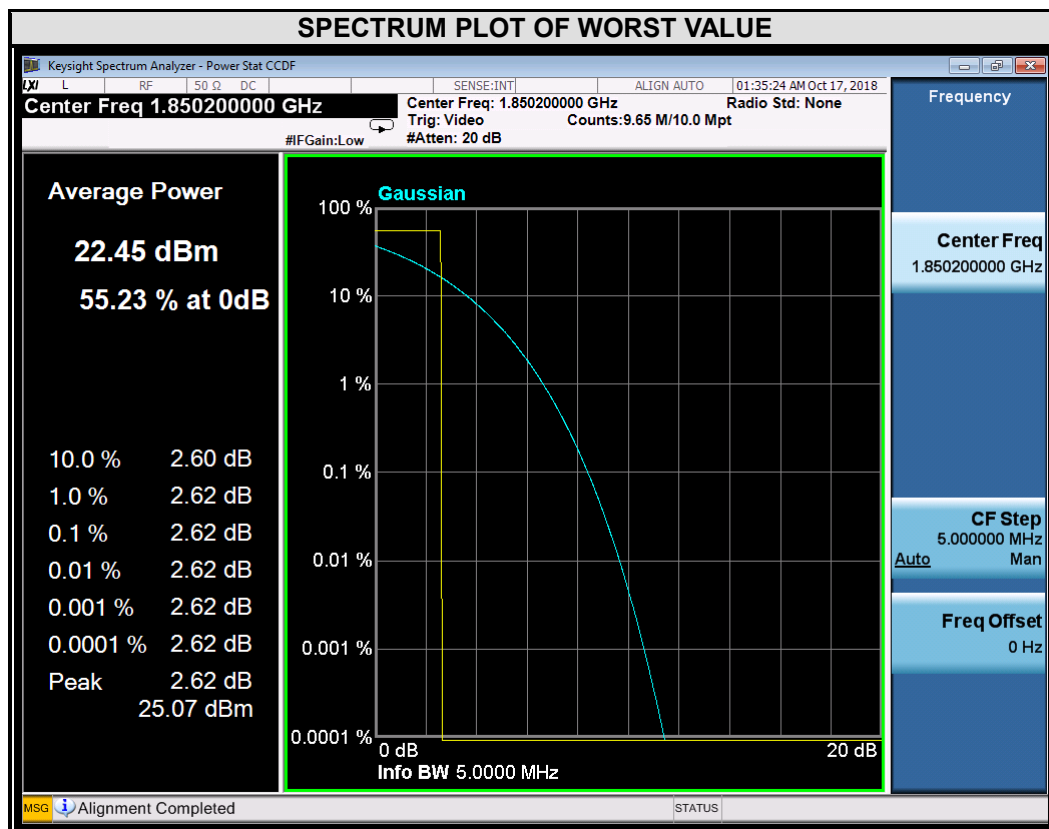 SPECTRUM PLOT OF WORST VALUE
Keysight Spectrum Analyzer - Power Stat CCDF
LXI L RF 50 Ω DC SENSE:INT ALIGN AUTO 01:35:24 AM Oct 17, 2018
Center Freq 1.850200000 GHz
Center Freq: 1.850200000 GHz Radio Std: None
Trig: Video Counts:9.65 M/10.0 Mpt
#IFGain:Low #Atten: 20 dB
Frequency
Average Power
22.45 dBm
55.23 % at 0dB
10.0 % 2.60 dB
1.0 % 2.62 dB
0.1 % 2.62 dB
0.01 % 2.62 dB
0.001 % 2.62 dB
0.0001 % 2.62 dB
Peak 2.62 dB
25.07 dBm
Gaussian
100 %
10 %
1 %
0.1 %
0.01 %
0.001 %
0.0001 %
0 dB 20 dB
Info BW 5.0000 MHz
Center Freq
1.850200000 GHz
CF Step
5.000000 MHz
Auto Man
Freq Offset
0 Hz
MSG Alignment Completed STATUS